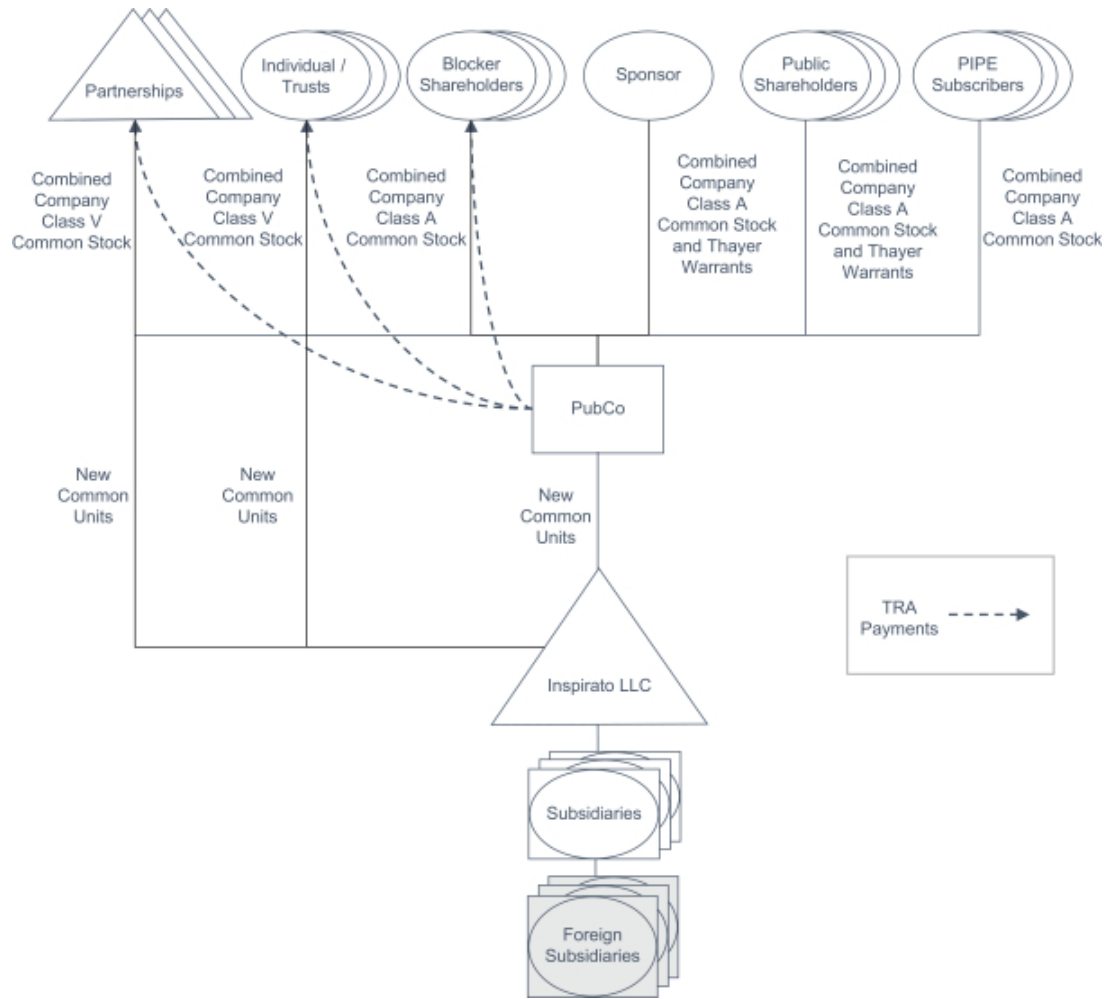 Partnerships
Individual /
Trusts
Blocker
Shareholders
Sponsor
Public
Shareholders
PIPE
Subscribers
Combined
Company
Class V
Common Stock
Combined
Company
Class V
Common Stock
Combined
Company
Class A
Common Stock
Combined
Company
Class A
Common Stock
and Thayer
Warrants
Combined
Company
Class A
Common Stock
and Thayer
Warrants
Combined
Company
Class A
Common Stock
PubCo
New
Common
Units
New
Common
Units
New
Common
Units
TRA
Payments
Inspirato LLC
Subsidiaries
Foreign
Subsidiaries